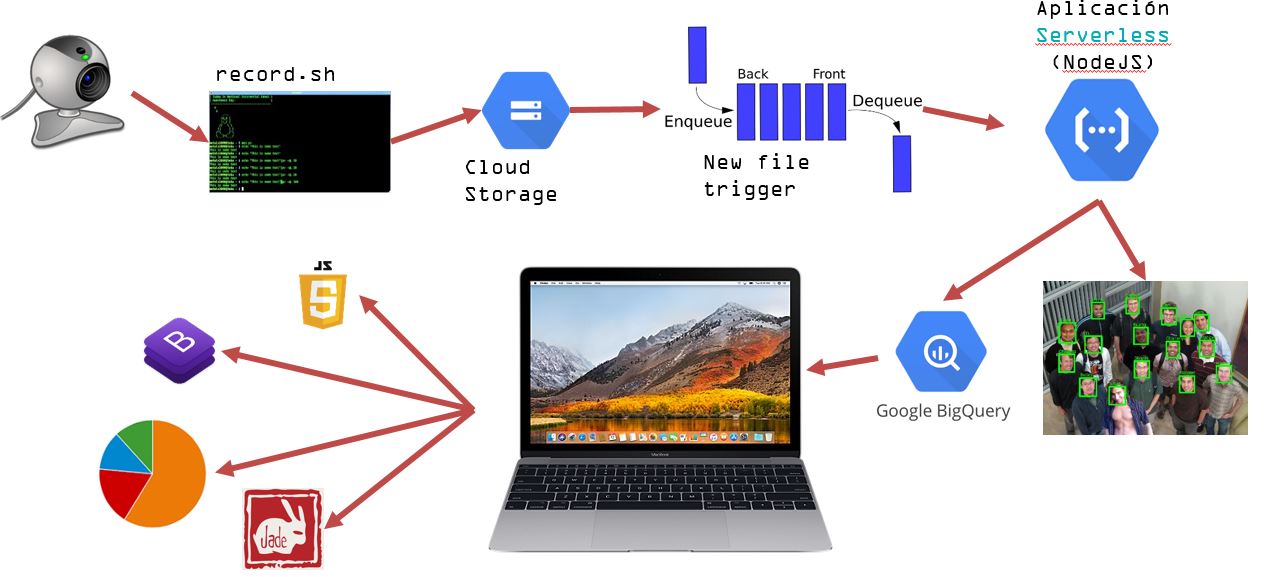 Aplicación
Serverless
(NodeJS)
record.sh
Back Front
Dequeue
Enqueue
Cloud
Storage
New file
trigger
JS
B
Google BigQuery
MacBook
Jade